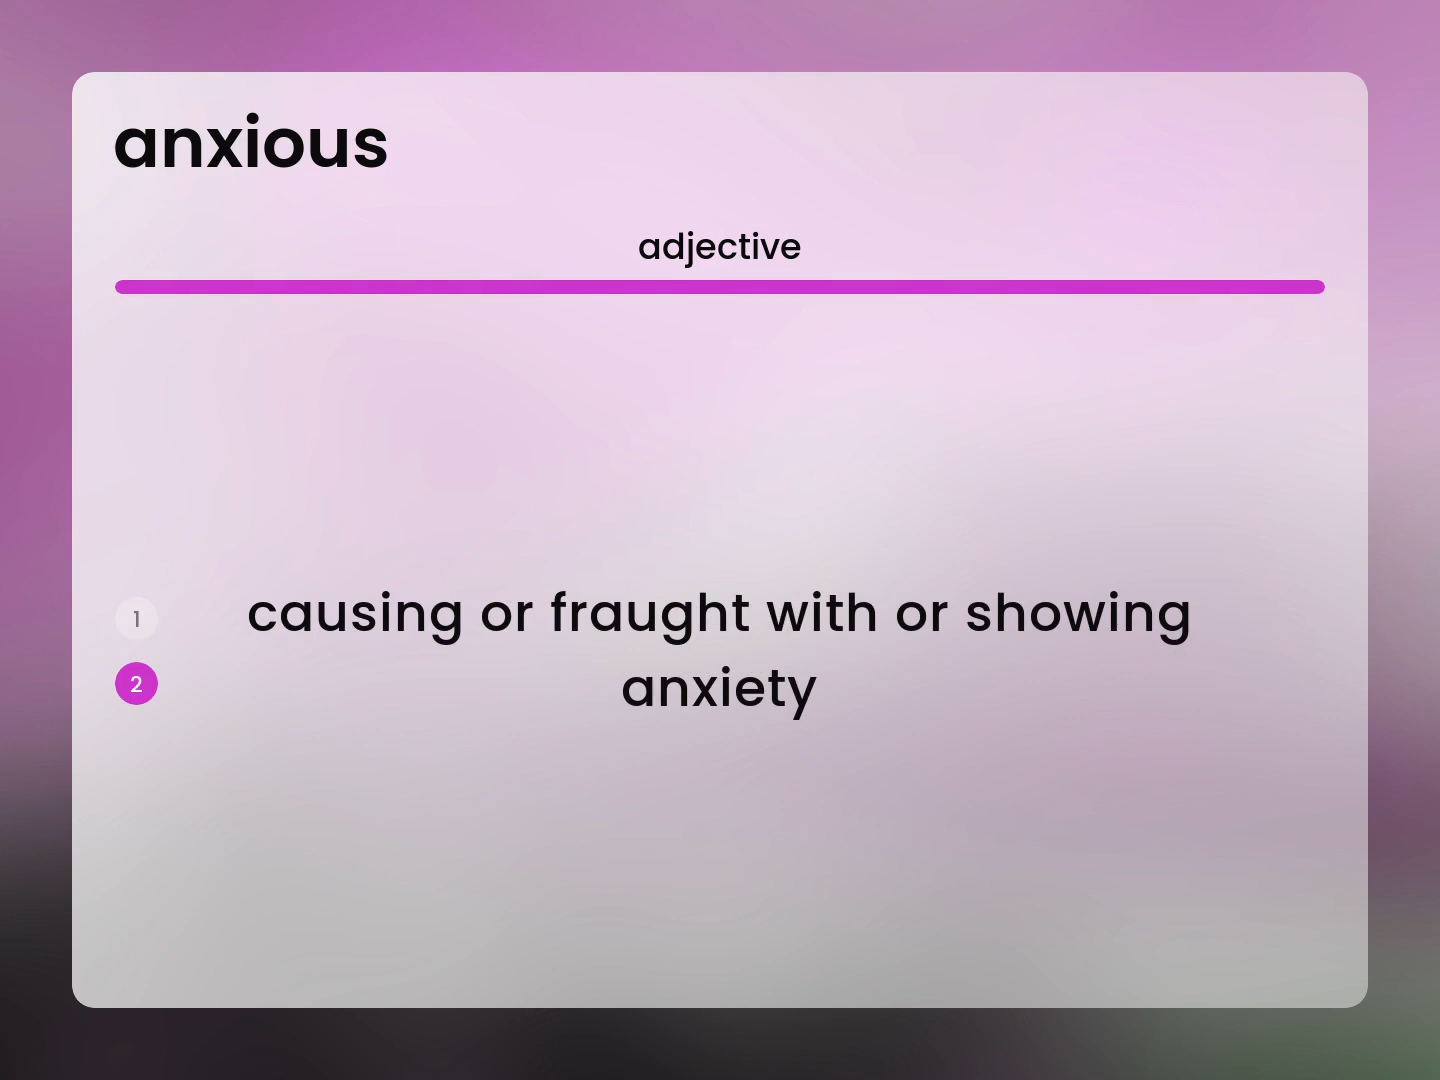 anxious
adjective
1
causing or fraught with or showing
2
anxiety